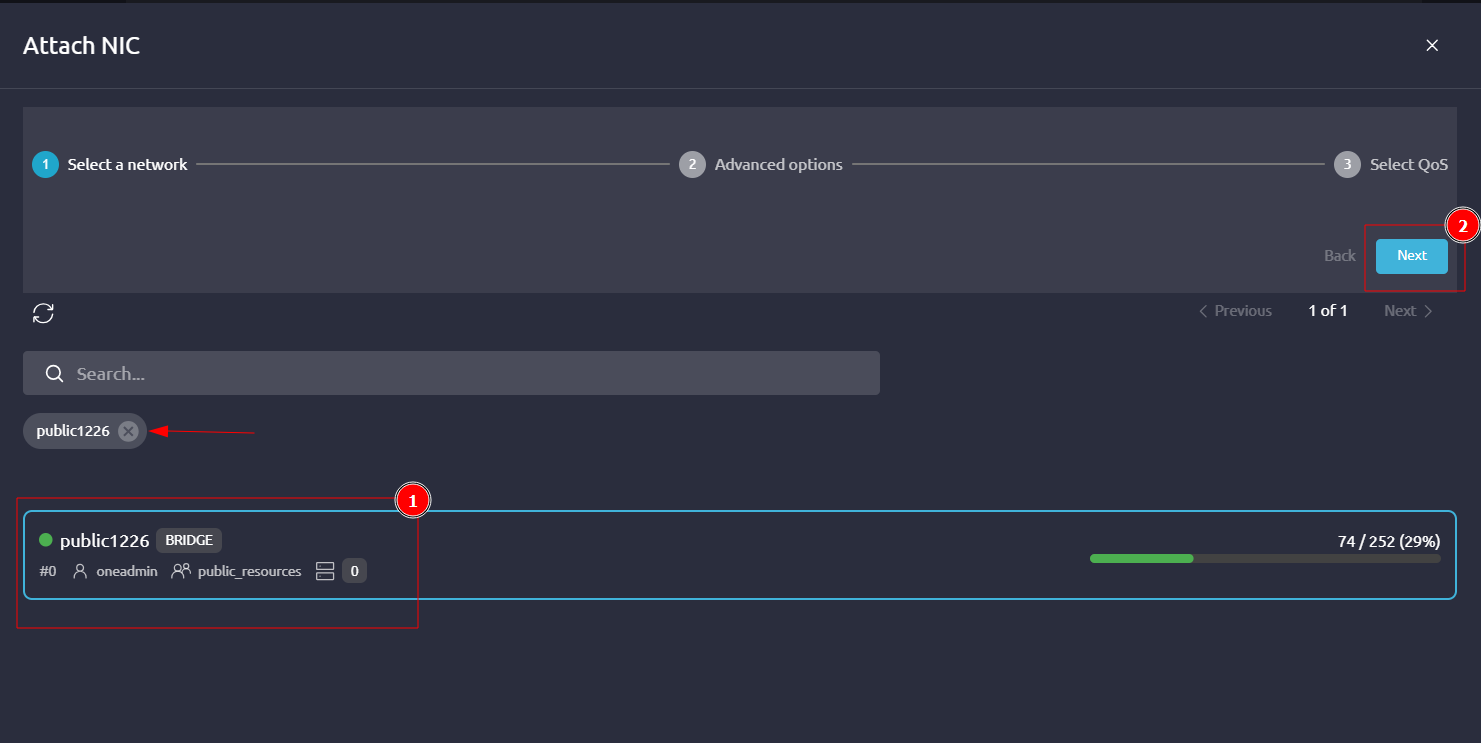 Attach NIC
1 Select a network 2 Advanced options 3 Select QoS
2
Back Next
Previous 1 of 1 Next
Search...
public1226
1
public1226 BRIDGE 74 / 252 (29%)
#0 oneadmin public_resources 0